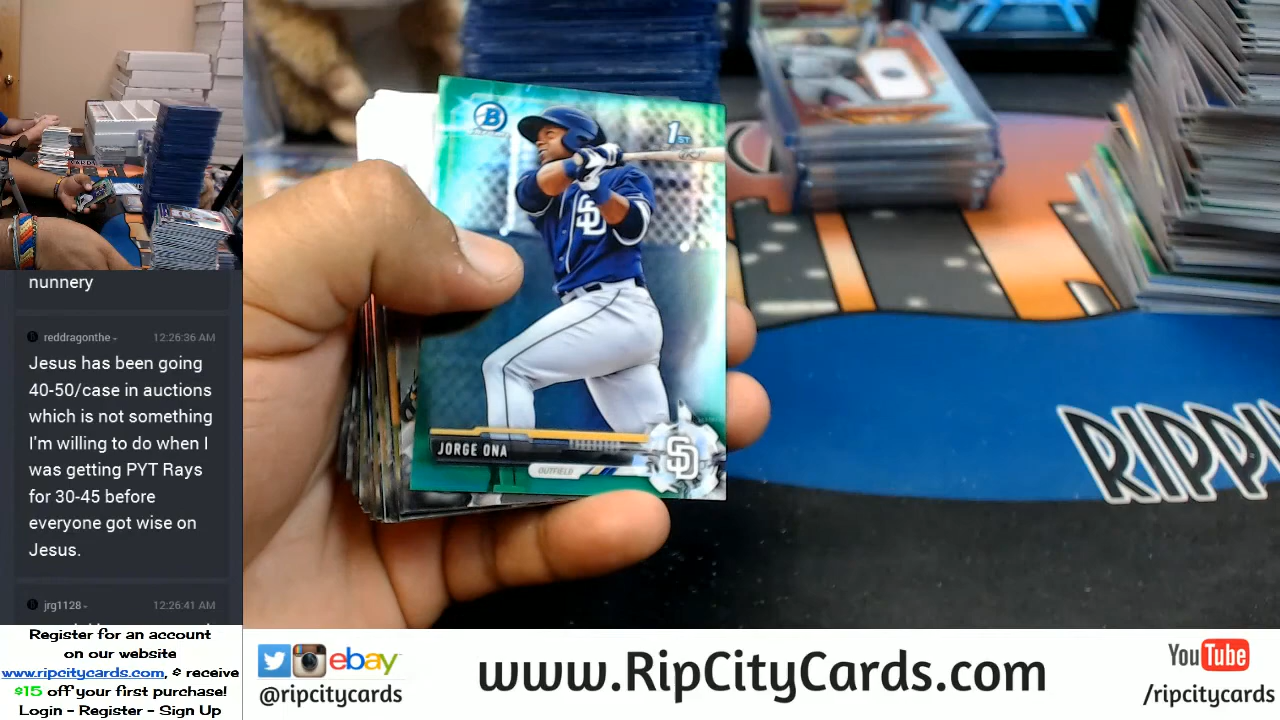 nunnery
reddragonthe
12:26:36 AM
Jesus has been going
40-50/case in auctions
which is not something
I'm willing to do when I
was getting PYT Rays
for 30-45 before
everyone got wise on
Jesus.
jrg1128
12:26:41 AM
Register for an account
on our website
www.ripcitycards.com, & receive
$15 off your first purchase!
Login - Register - Sign Up
B
1ST
SD
JORGE ONA
OUTFIELD
SD
RIPPI
ebay
@ripcitycards
www.RipCityCards.com
YouTube
/ripcitycards